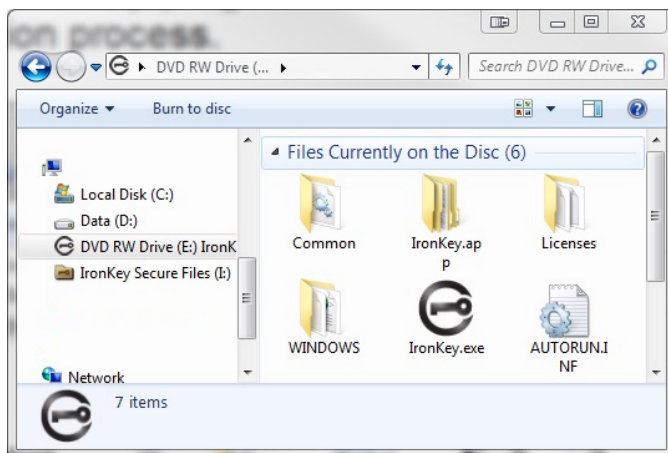 on process.
DVD RW Drive (...
Search DVD RW Drive...
Organize
Burn to disc
Files Currently on the Disc (6)
Local Disk (C:)
Data (D:)
DVD RW Drive (E:) IronK
IronKey Secure Files (I:)
Network
Common
IronKey.ap
p
Licenses
WINDOWS
IronKey.exe
AUTORUN.I
NF
7 items